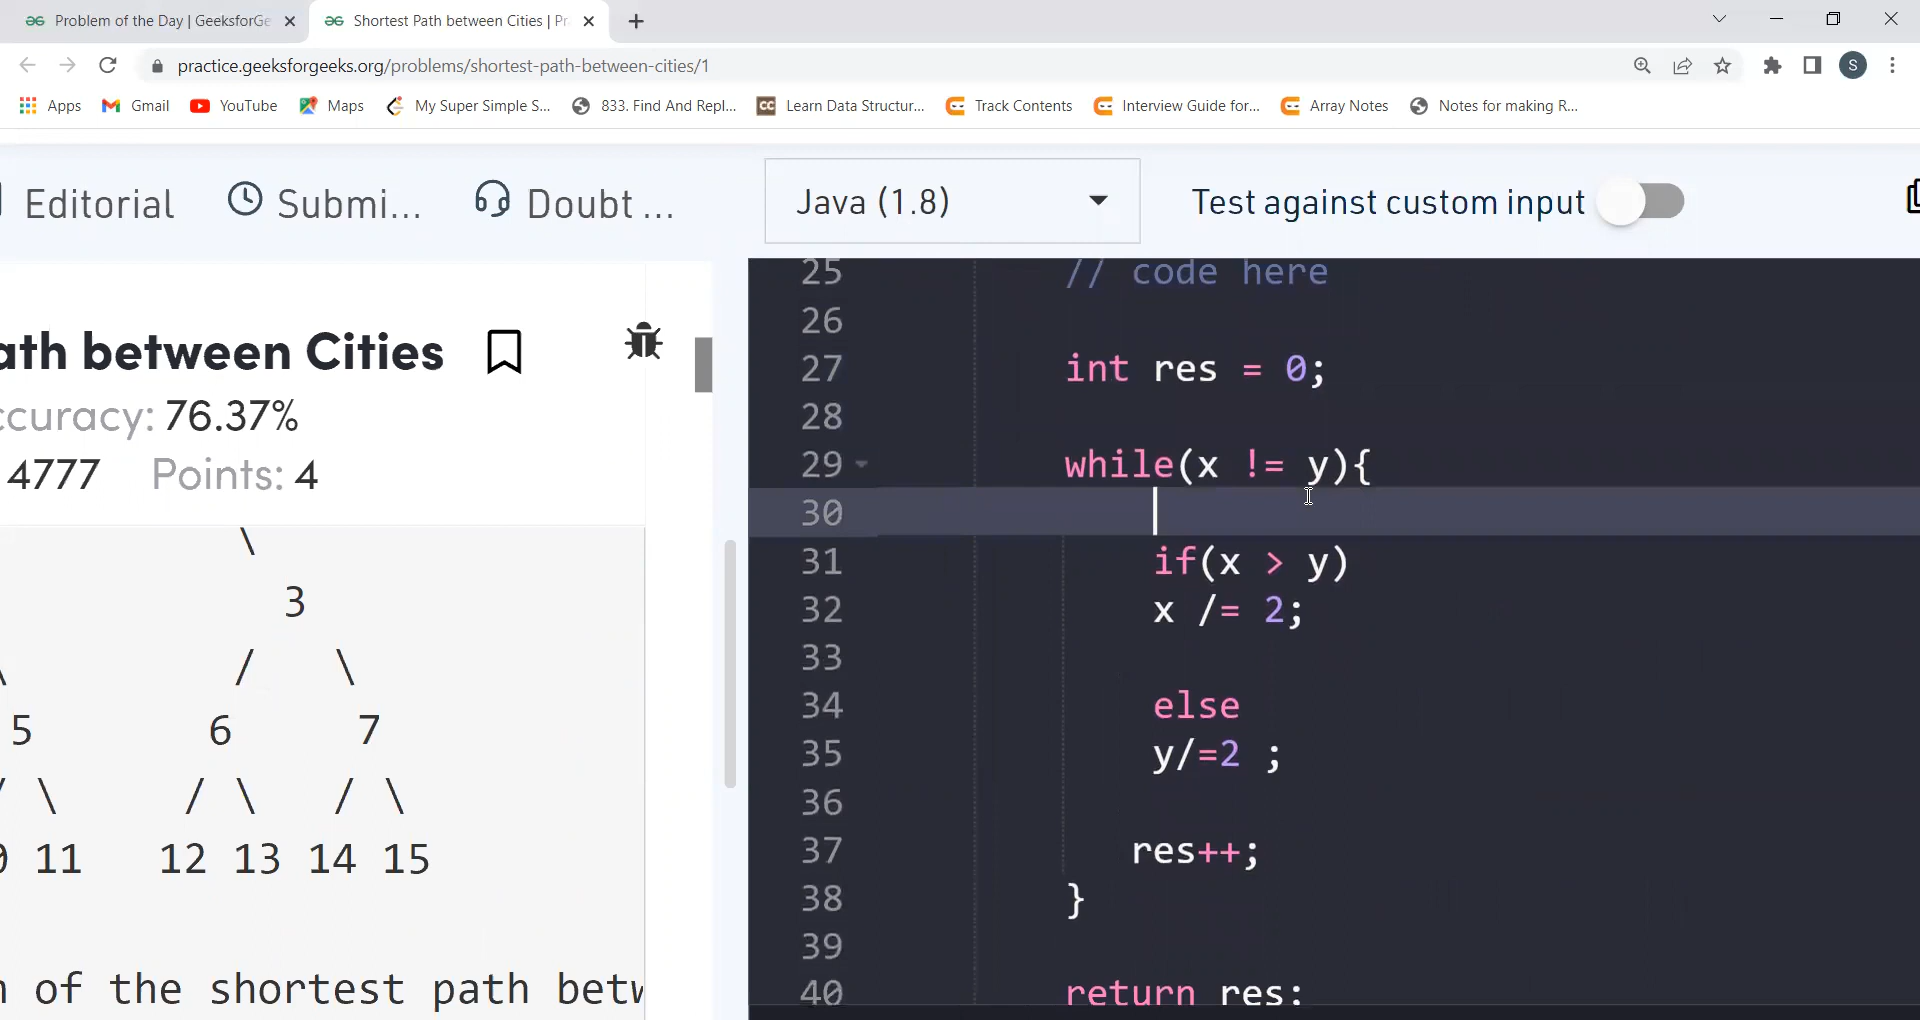 Problem of the Day | GeeksforGe
Shortest Path between Cities | Pr
practice.geeksforgeeks.org/problems/shortest-path-between-cities/1
S
Apps Gmail YouTube Maps My Super Simple S... 833. Find And Repl... CC Learn Data Structur... Track Contents Interview Guide for... Array Notes Notes for making R...
Editorial Submi... Doubt ...
Java (1.8) Test against custom input
ath between Cities
ccuracy: 76.37%
4777 Points: 4
\
3
/ \
5 6 7
/ \ / \ / \
11 12 13 14 15
of the shortest path betw
25 // code here
26
27 int res = 0;
28
29 while(x != y){
30
31 if(x > y)
32 x /= 2;
33
34 else
35 y/=2 ;
36
37 res++;
38 }
39
40 return res;